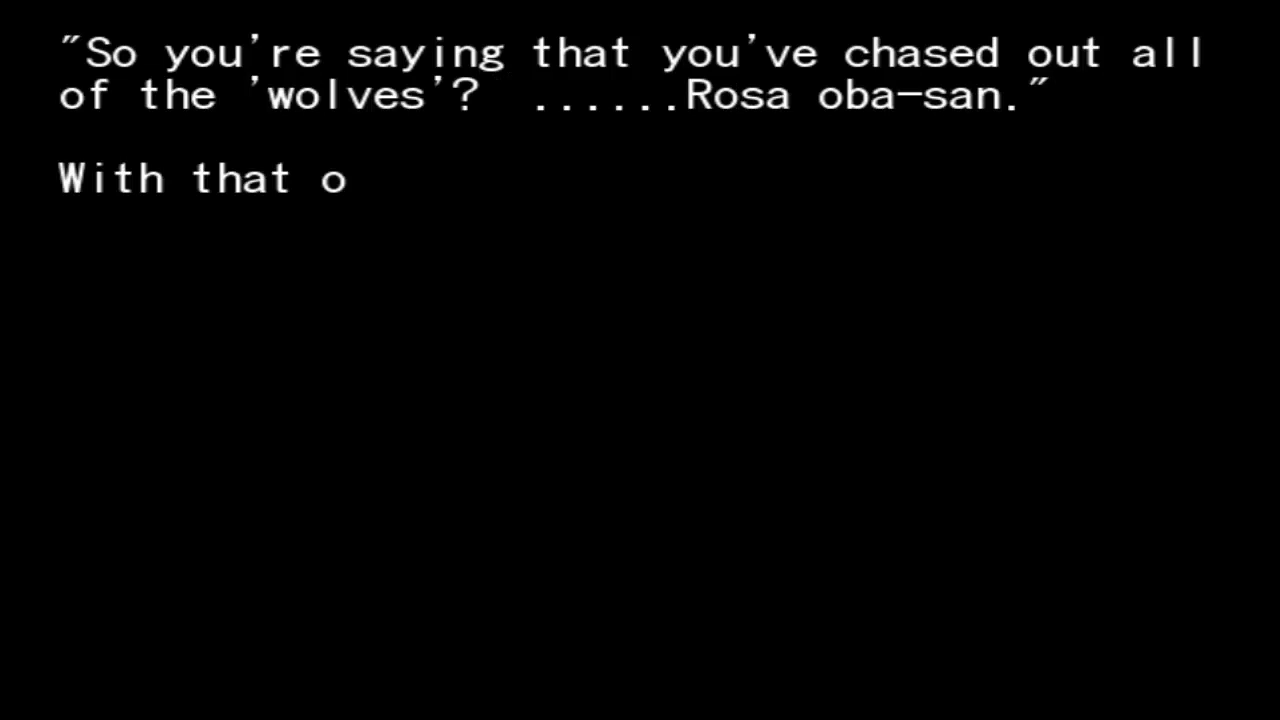 "So you're saying that you've chased out all
of the 'wolves'?  ......Rosa oba-san."
With that o